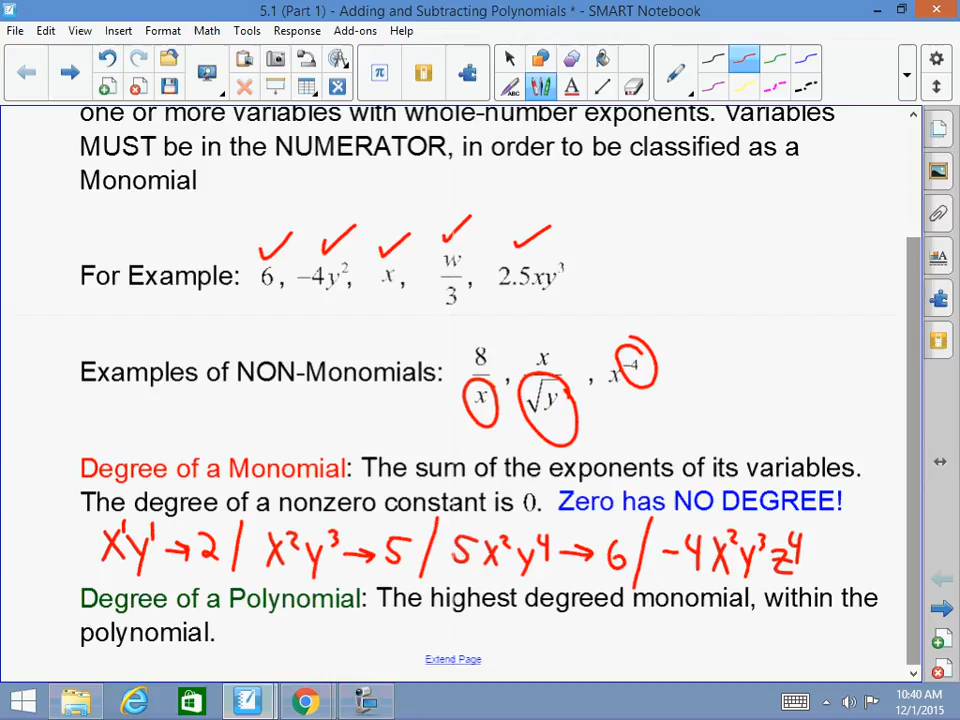 5.1 (Part 1) - Adding and Subtracting Polynomials * - SMART Notebook
File Edit View Insert Format Math Tools Response Add-ons Help
one or more variables with whole-number exponents. Variables
MUST be in the NUMERATOR, in order to be classified as a
Monomial
For Example: 6 , −4y², x , w/3 , 2.5xy³
Examples of NON-Monomials: 8/x , x/√y , x⁻⁴
Degree of a Monomial: The sum of the exponents of its variables.
The degree of a nonzero constant is 0. Zero has NO DEGREE!
x¹y¹ → 2 / x²y³ → 5 / 5x²y⁴ → 6 / −4x²y³z⁴
Degree of a Polynomial: The highest degreed monomial, within the
polynomial.
Extend Page
10:40 AM
12/1/2015